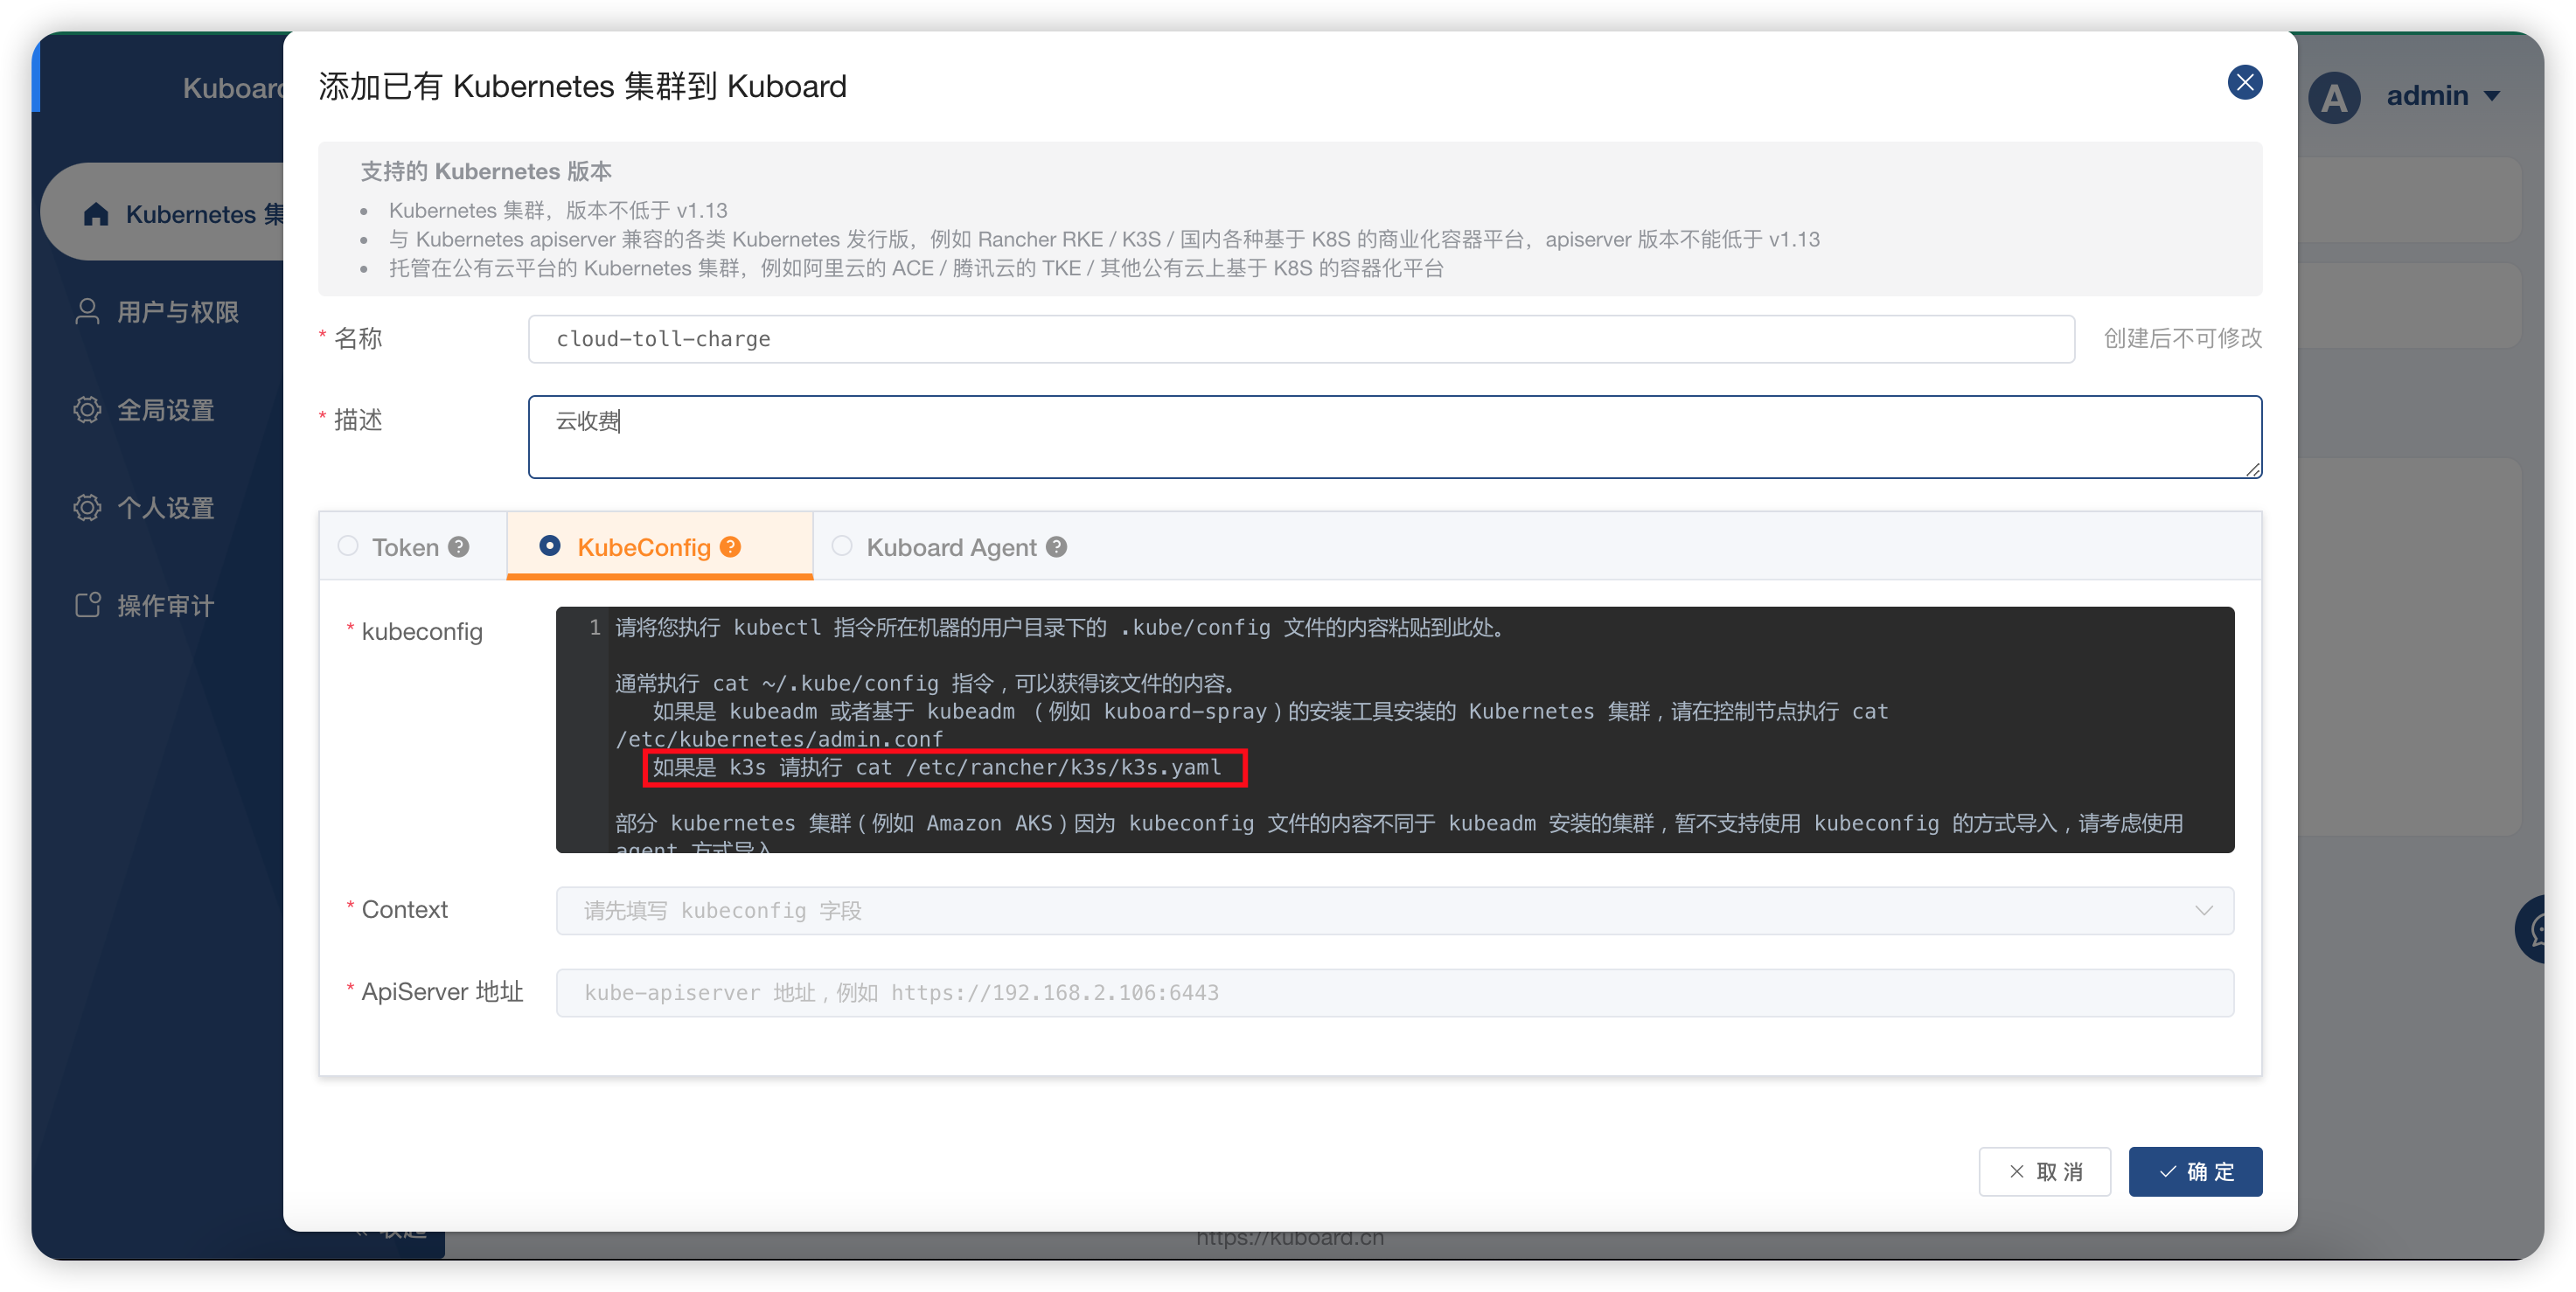 添加已有 Kubernetes 集群到 Kuboard
Kuboard
admin
A
支持的 Kubernetes 版本
Kubernetes 集群，版本不低于 v1.13
与 Kubernetes apiserver 兼容的各类 Kubernetes 发行版，例如 Rancher RKE / K3S / 国内各种基于 K8S 的商业化容器平台，apiserver 版本不能低于 v1.13
托管在公有云平台的 Kubernetes 集群，例如阿里云的 ACE / 腾讯云的 TKE / 其他公有云上基于 K8S 的容器化平台
Kubernetes 集
用户与权限
全局设置
个人设置
操作审计
* 名称
cloud-toll-charge
创建后不可修改
* 描述
云收费
Token ?
KubeConfig ?
Kuboard Agent ?
* kubeconfig
1 请将您执行 kubectl 指令所在机器的用户目录下的 .kube/config 文件的内容粘贴到此处。
通常执行 cat ~/.kube/config 指令，可以获得该文件的内容。
如果是 kubeadm 或者基于 kubeadm （例如 kuboard-spray）的安装工具安装的 Kubernetes 集群，请在控制节点执行 cat
/etc/kubernetes/admin.conf
如果是 k3s 请执行 cat /etc/rancher/k3s/k3s.yaml
部分 kubernetes 集群（例如 Amazon AKS）因为 kubeconfig 文件的内容不同于 kubeadm 安装的集群，暂不支持使用 kubeconfig 的方式导入，请考虑使用
agent 方式导入
* Context
请先填写 kubeconfig 字段
* ApiServer 地址
kube-apiserver 地址，例如 https://192.168.2.106:6443
取 消
确 定
https://kuboard.cn